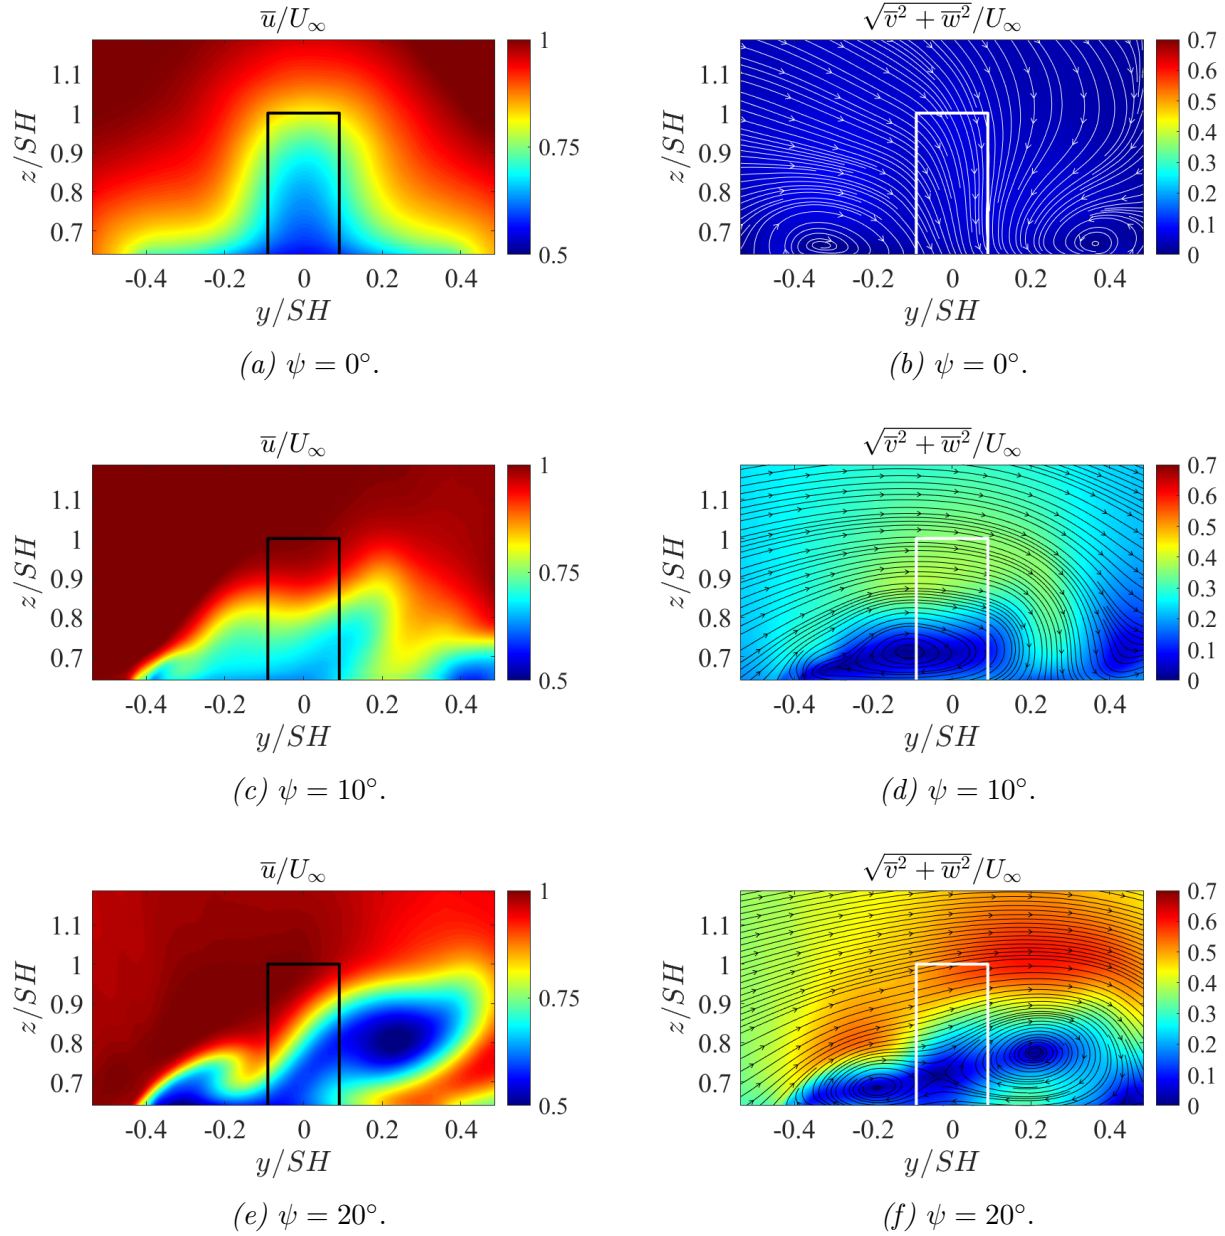 u̅/U∞
√(v̅² + w̅²)/U∞
z/SH
1.1
1
0.9
0.8
0.7
-0.4 -0.2 0 0.2 0.4
y/SH
1
0.75
0.5
z/SH
1.1
1
0.9
0.8
0.7
-0.4 -0.2 0 0.2 0.4
y/SH
0.7
0.6
0.5
0.4
0.3
0.2
0.1
0
(a) ψ = 0°.
(b) ψ = 0°.
u̅/U∞
√(v̅² + w̅²)/U∞
z/SH
1.1
1
0.9
0.8
0.7
-0.4 -0.2 0 0.2 0.4
y/SH
1
0.75
0.5
z/SH
1.1
1
0.9
0.8
0.7
-0.4 -0.2 0 0.2 0.4
y/SH
0.7
0.6
0.5
0.4
0.3
0.2
0.1
0
(c) ψ = 10°.
(d) ψ = 10°.
u̅/U∞
√(v̅² + w̅²)/U∞
z/SH
1.1
1
0.9
0.8
0.7
-0.4 -0.2 0 0.2 0.4
y/SH
1
0.75
0.5
z/SH
1.1
1
0.9
0.8
0.7
-0.4 -0.2 0 0.2 0.4
y/SH
0.7
0.6
0.5
0.4
0.3
0.2
0.1
0
(e) ψ = 20°.
(f) ψ = 20°.